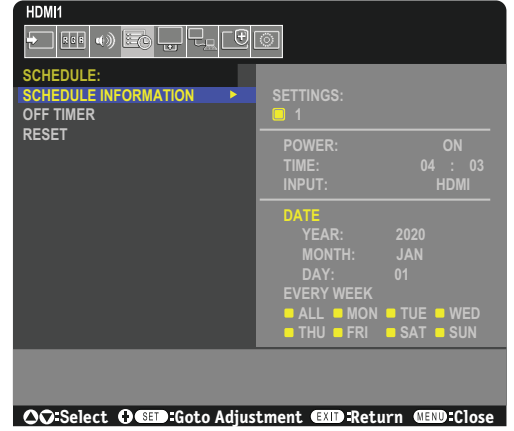 HDMI1
RGB
SCHEDULE:
SCHEDULE INFORMATION
OFF TIMER
RESET
SETTINGS:
1
POWER: ON
TIME: 04 : 03
INPUT: HDMI
DATE
YEAR: 2020
MONTH: JAN
DAY: 01
EVERY WEEK
ALL MON TUE WED
THU FRI SAT SUN
:Select SET :Goto Adjustment EXIT :Return MENU :Close